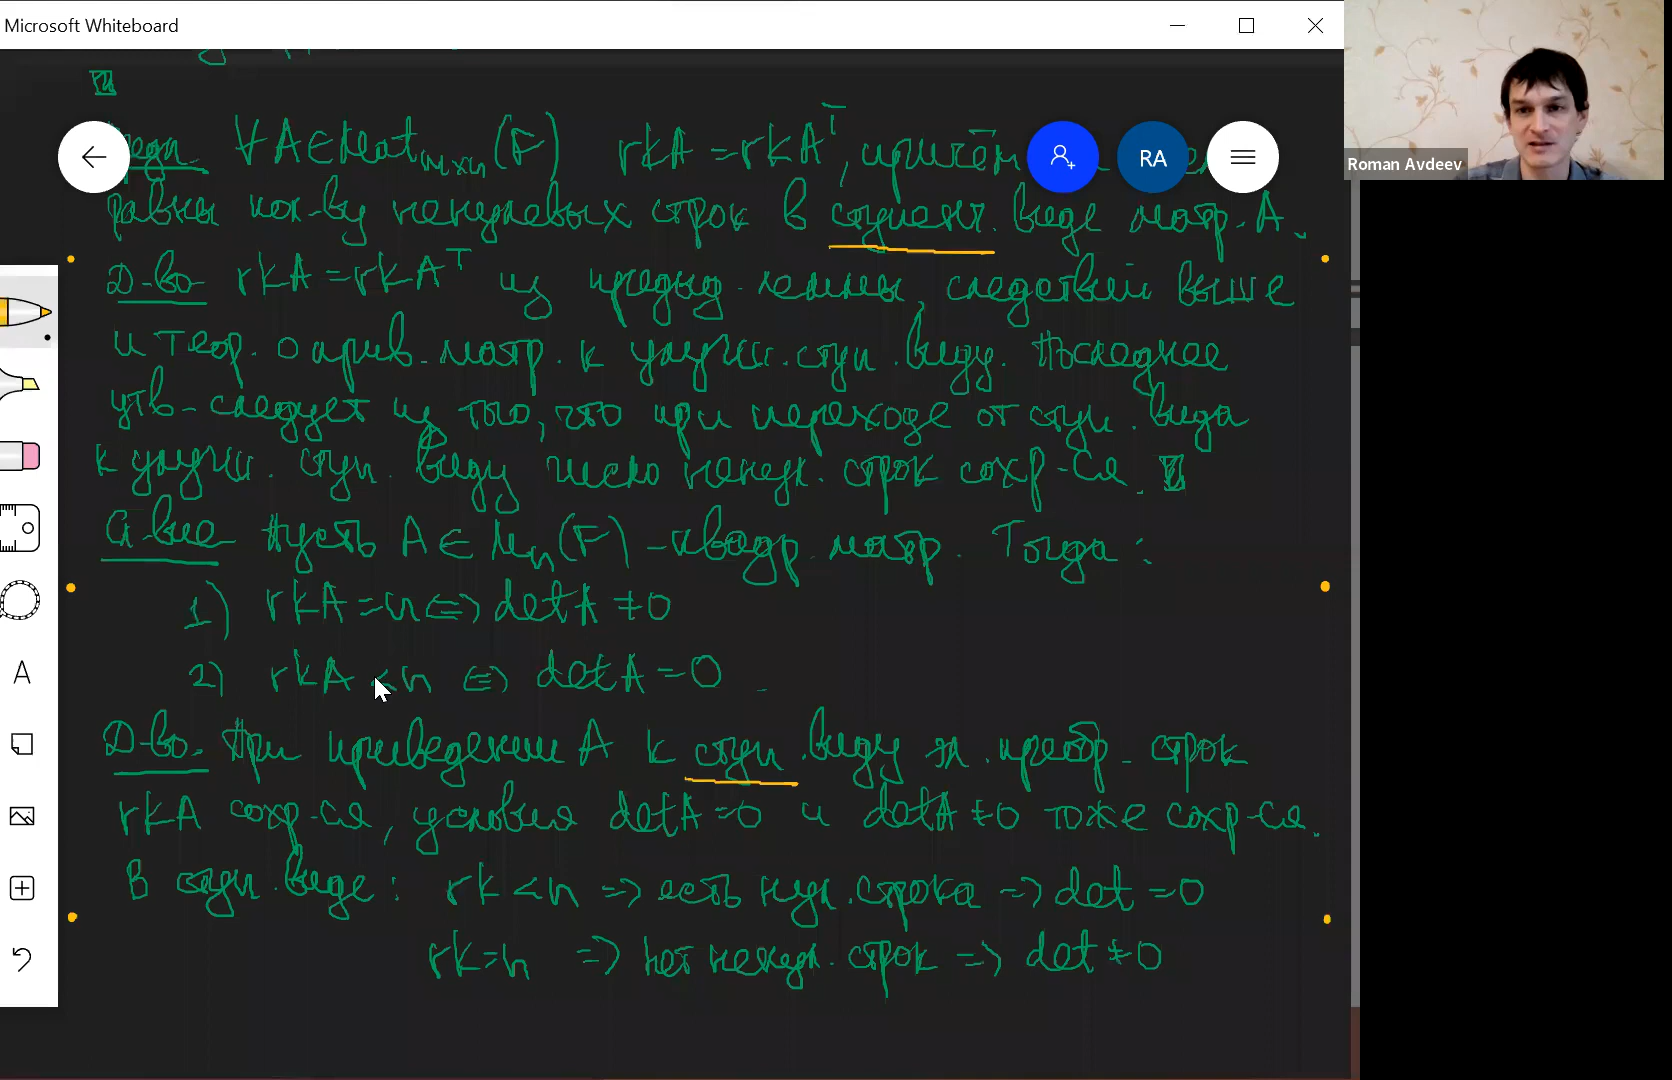 Microsoft Whiteboard
∀A∈Mat_{m×n}(F) rkA = rkA^T, причём
равны кол-ву ненулевых строк в ступенч. виде матр. A.
Д-во rkA = rkA^T из предыд. леммы, следствий выше
и теор. о прив. матр. к улучш. ступ. виду. Последнее
утв- следует из того, что при переходе от ступ. вида
к улучш. ступ. виду число ненул. строк сохр-ся.
С-вие Пусть A∈M_n(F) - квадр. матр. Тогда:
1) rkA = n ⇔ detA ≠ 0
2) rkA < n ⇔ detA = 0
Д-во. При приведении A к ступ. виду эл. преобр. строк
rkA сохр-ся, условия detA = 0 и detA ≠ 0 тоже сохр-ся.
В ступ. виде: rk < n => есть нул. строка => det = 0
rk = n => нет ненул. строк => det ≠ 0
RA
Roman Avdeev
A